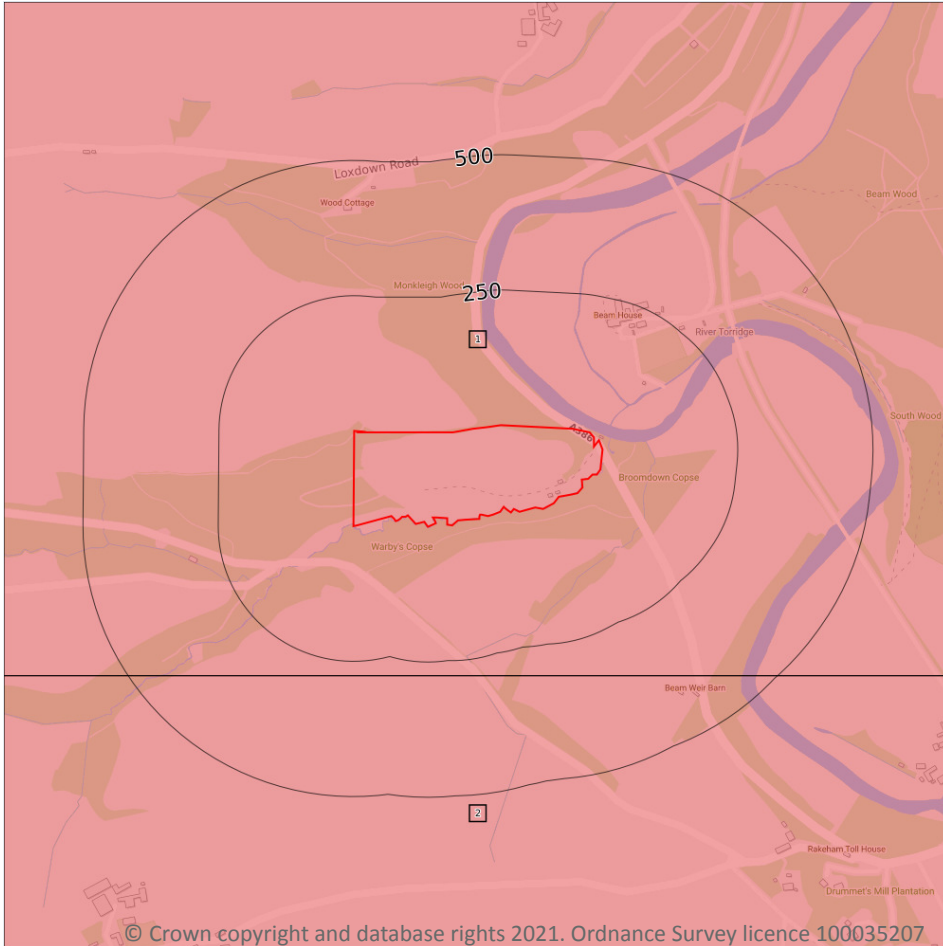 500
Loxdown Road
Wood Cottage
Beam Wood
Monkleigh Wood
250
Beam House
1
River Torridge
South Wood
A386
Broomdown Copse
Warby's Copse
Beam Weir Barn
2
Rakeham Toll House
Drummet's Mill Plantation
© Crown copyright and database rights 2021. Ordnance Survey licence 100035207